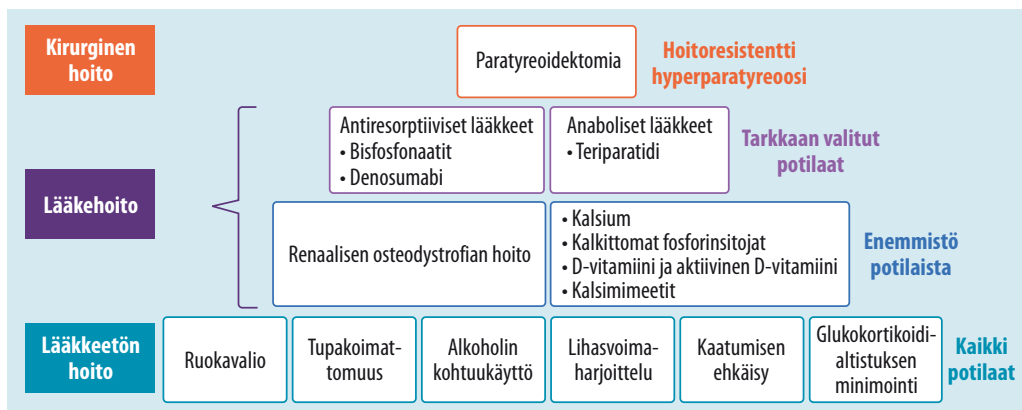 Kirurginen
hoito
Paratyreoidektomia
Hoitoresistentti
hyperparatyreoosi
Lääkehoito
Antiresorptiiviset lääkkeet
• Bisfosfonaatit
• Denosumabi
Anaboliset lääkkeet
• Teriparatidi
Tarkkaan valitut
potilaat
Renaalisen osteodystrofian hoito
• Kalsium
• Kalkittomat fosforinsitojat
• D-vitamiini ja aktiivinen D-vitamiini
• Kalsimimeetit
Enemmistö
potilaista
Lääkkeetön
hoito
Ruokavalio
Tupakoimat-
tomuus
Alkoholin
kohtuukäyttö
Lihasvoima-
harjoittelu
Kaatumisen
ehkäisy
Glukokortikoidi-
altistuksen
minimointi
Kaikki
potilaat